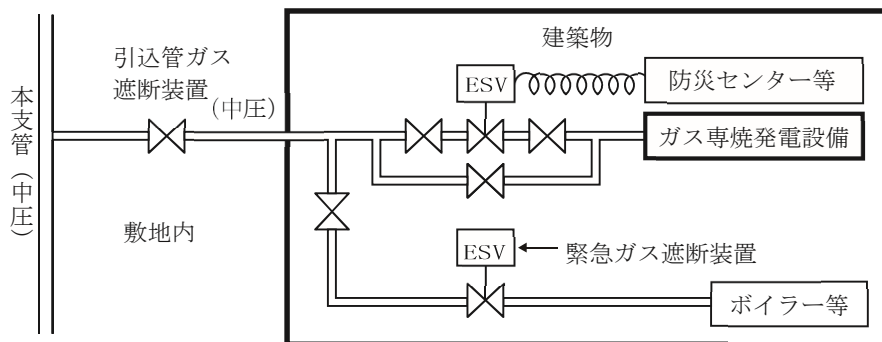 建築物
引込管ガス
遮断装置
(中圧)
ESV
防災センター等
本支管(中圧)
ガス専焼発電設備
敷地内
ESV
緊急ガス遮断装置
ボイラー等